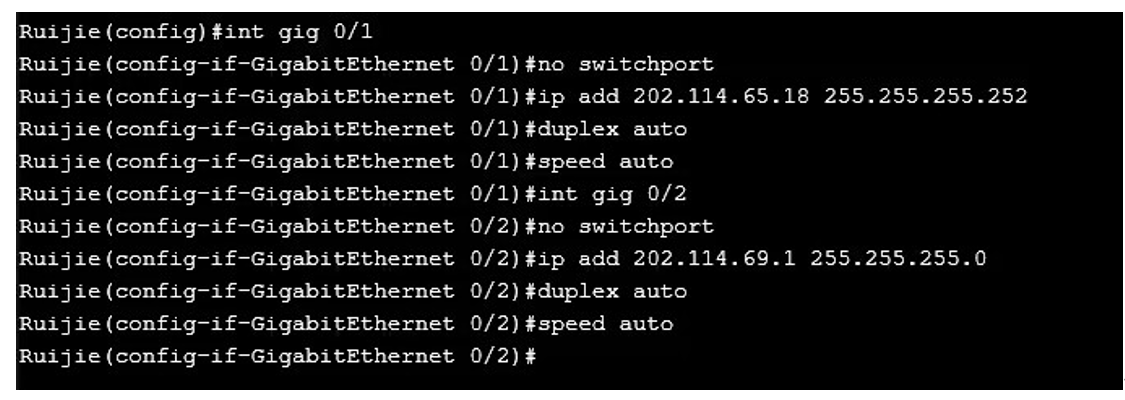 Ruijie(config)#int gig 0/1
Ruijie(config-if-GigabitEthernet 0/1)#no switchport
Ruijie(config-if-GigabitEthernet 0/1)#ip add 202.114.65.18 255.255.255.252
Ruijie(config-if-GigabitEthernet 0/1)#duplex auto
Ruijie(config-if-GigabitEthernet 0/1)#speed auto
Ruijie(config-if-GigabitEthernet 0/1)#int gig 0/2
Ruijie(config-if-GigabitEthernet 0/2)#no switchport
Ruijie(config-if-GigabitEthernet 0/2)#ip add 202.114.69.1 255.255.255.0
Ruijie(config-if-GigabitEthernet 0/2)#duplex auto
Ruijie(config-if-GigabitEthernet 0/2)#speed auto
Ruijie(config-if-GigabitEthernet 0/2)#